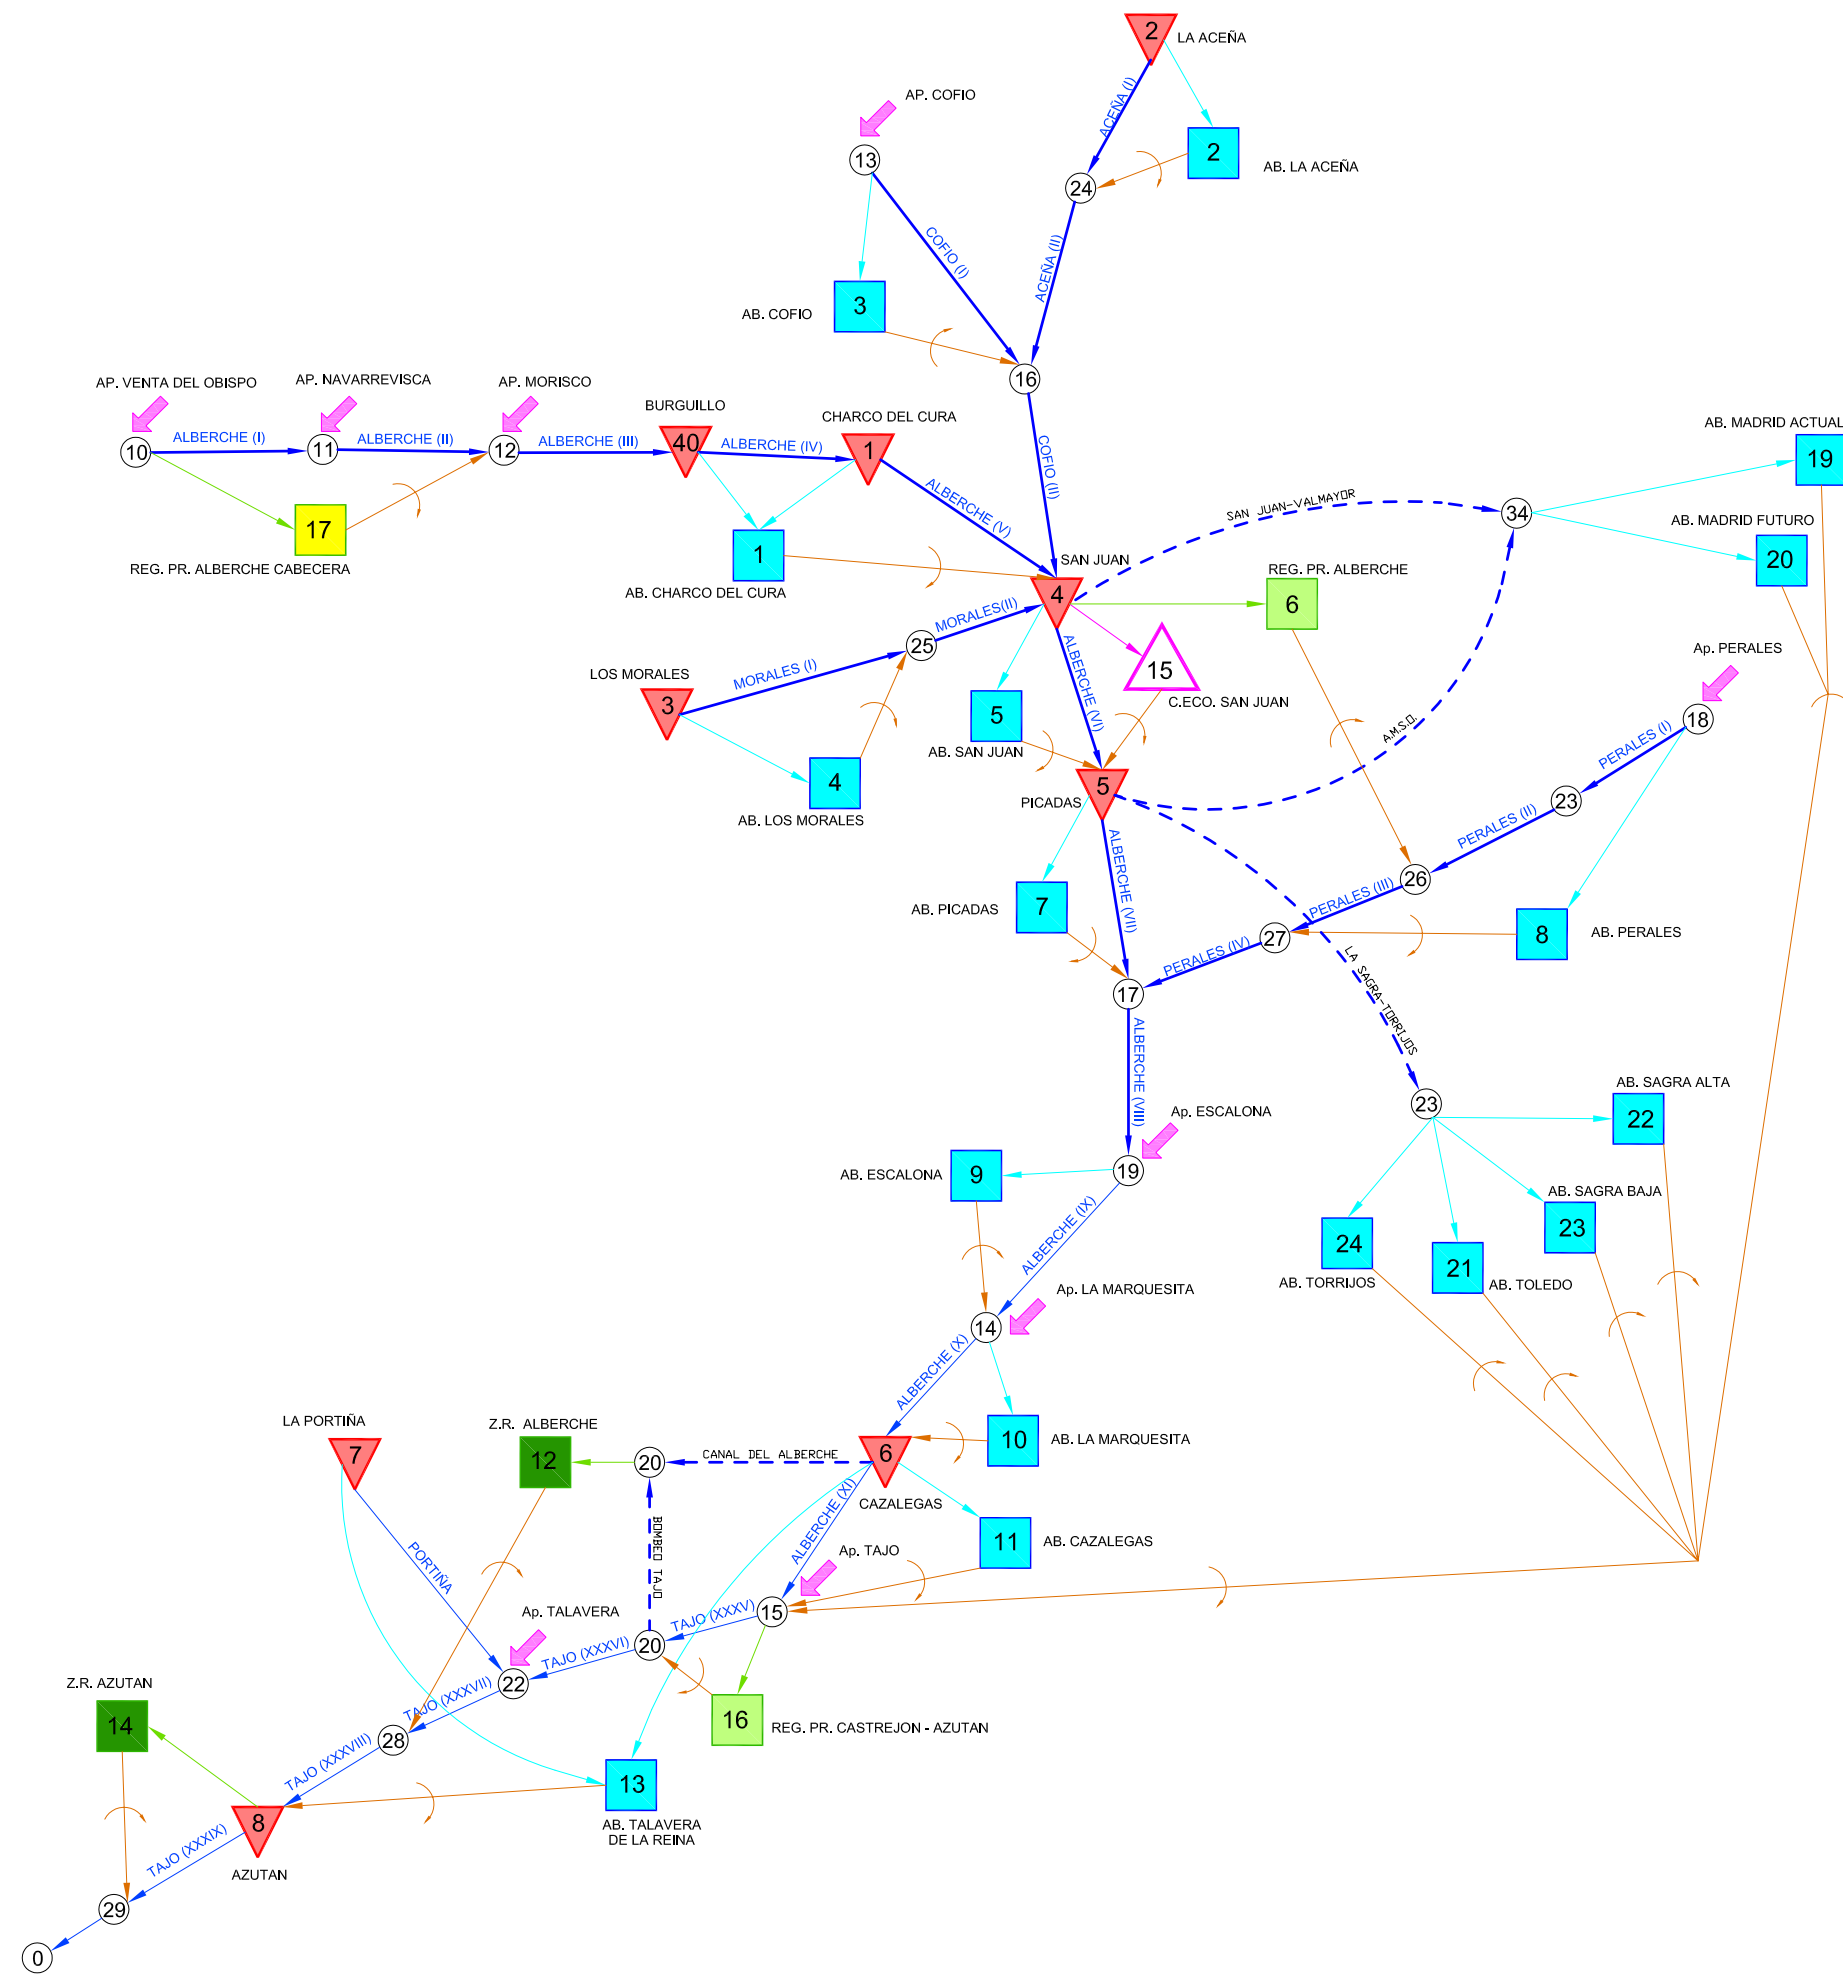 2
LA ACEÑA
AP. COFIO
ACEÑA (I)
13
2
AB. LA ACEÑA
24
COFIO (I)
ACEÑA (II)
3
AB. COFIO
16
AP. VENTA DEL OBISPO
AP. NAVARREVISCA
AP. MORISCO
BURGUILLO
CHARCO DEL CURA
AB. MADRID ACTUAL
10
ALBERCHE (I)
11
ALBERCHE (II)
12
ALBERCHE (III)
40
ALBERCHE (IV)
1
COFIO (II)
19
ALBERCHE (V)
SAN JUAN-VALMAYOR
34
AB. MADRID FUTURO
17
REG. PR. ALBERCHE CABECERA
1
AB. CHARCO DEL CURA
SAN JUAN
REG. PR. ALBERCHE
20
4
6
MORALES(II)
25
ALBERCHE (VI)
15
C.ECO. SAN JUAN
Ap. PERALES
LOS MORALES
MORALES (I)
3
5
AB. SAN JUAN
A.M.S.O.
18
PERALES (I)
4
AB. LOS MORALES
5
PICADAS
23
PERALES (II)
ALBERCHE (VII)
26
7
AB. PICADAS
PERALES (III)
8
AB. PERALES
27
PERALES (IV)
LA SAGRA-TORRIJOS
17
ALBERCHE (VIII)
AB. SAGRA ALTA
23
22
Ap. ESCALONA
AB. ESCALONA
9
19
AB. SAGRA BAJA
ALBERCHE (IX)
24
21
23
AB. TORRIJOS
AB. TOLEDO
Ap. LA MARQUESITA
14
ALBERCHE (X)
LA PORTIÑA
Z.R. ALBERCHE
7
12
20
CANAL DEL ALBERCHE
6
10
AB. LA MARQUESITA
CAZALEGAS
ALBERCHE (XI)
BOMBEO TAJO
11
AB. CAZALEGAS
PORTIÑA
Ap. TAJO
Ap. TALAVERA
15
TAJO (XXXV)
20
TAJO (XXXVI)
22
Z.R. AZUTAN
TAJO (XXXVII)
14
28
16
REG. PR. CASTREJON - AZUTAN
TAJO (XXXVIII)
13
AB. TALAVERA
DE LA REINA
8
AZUTAN
TAJO (XXXIX)
29
0